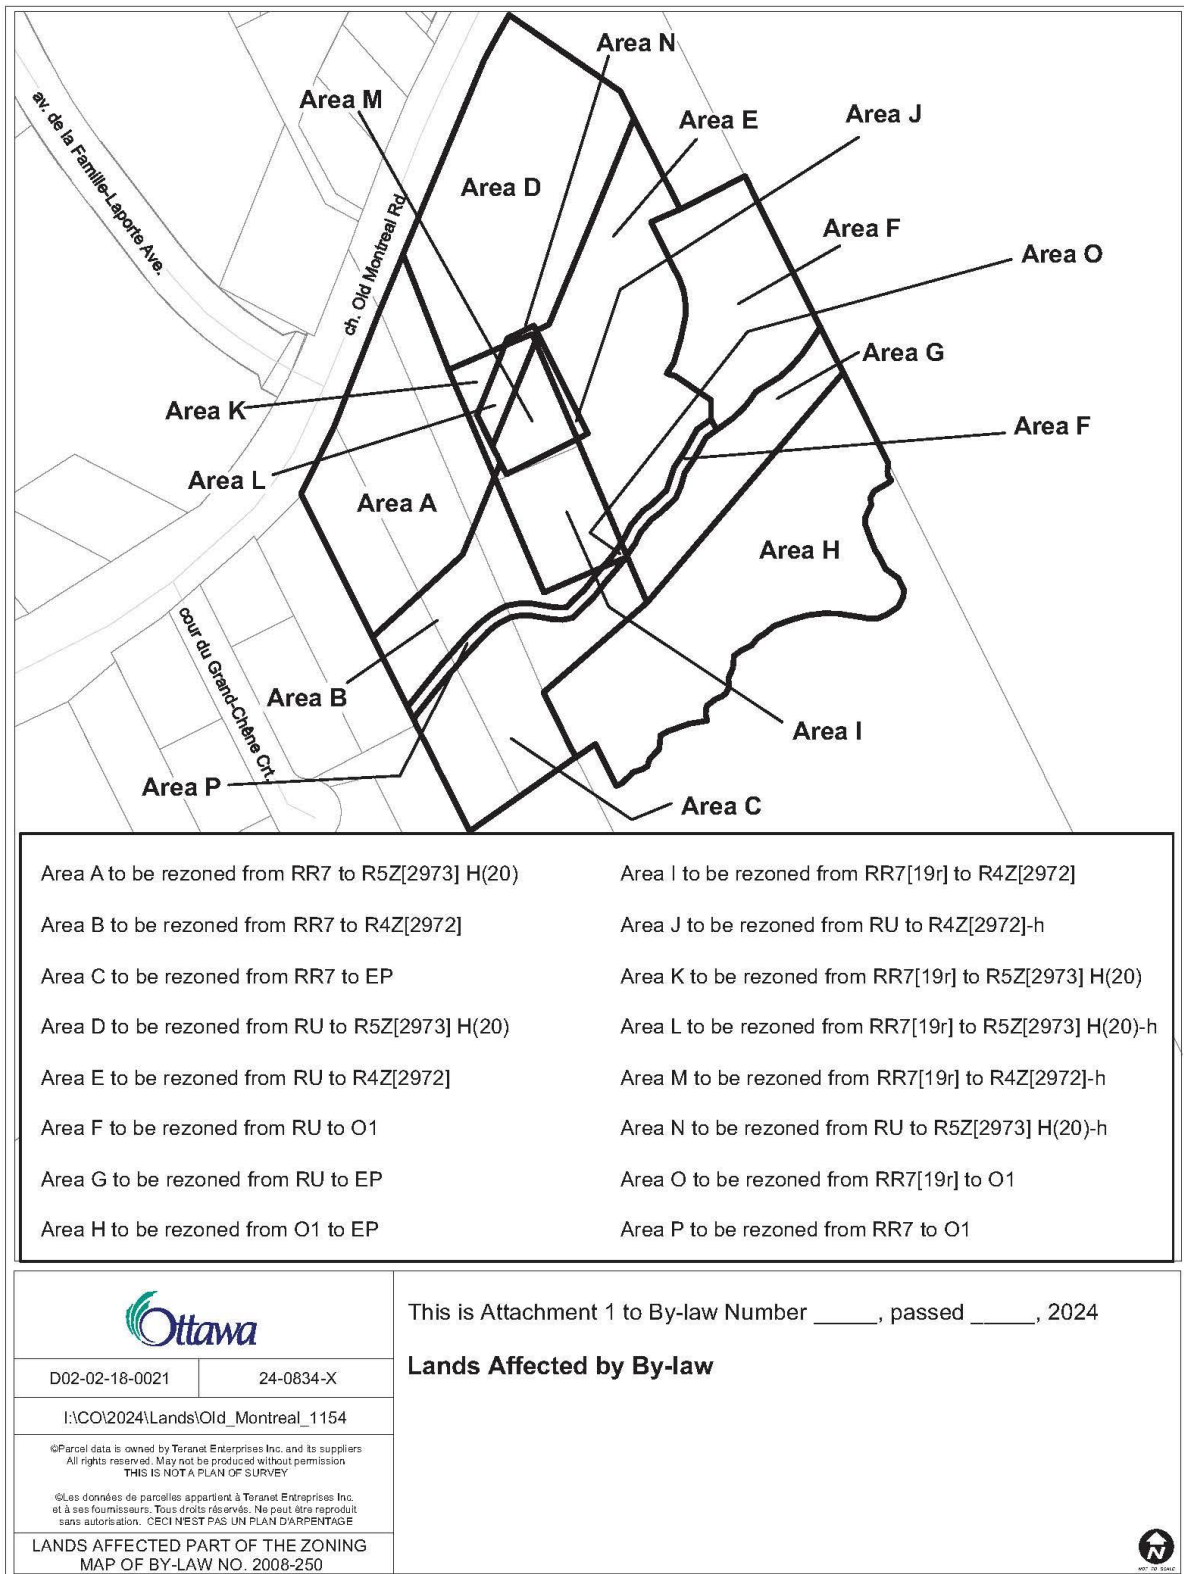 Area N
Area M
Area E
Area J
av. de la Famille-Laporte Ave.
Area D
ch. Old Montreal Rd.
Area F
Area O
Area G
Area K
Area F
Area L
Area A
Area H
cour du Grand-Chêne Crt.
Area B
Area I
Area P
Area C
Area A to be rezoned from RR7 to R5Z[2973] H(20)
Area B to be rezoned from RR7 to R4Z[2972]
Area C to be rezoned from RR7 to EP
Area D to be rezoned from RU to R5Z[2973] H(20)
Area E to be rezoned from RU to R4Z[2972]
Area F to be rezoned from RU to O1
Area G to be rezoned from RU to EP
Area H to be rezoned from O1 to EP
Area I to be rezoned from RR7[19r] to R4Z[2972]
Area J to be rezoned from RU to R4Z[2972]-h
Area K to be rezoned from RR7[19r] to R5Z[2973] H(20)
Area L to be rezoned from RR7[19r] to R5Z[2973] H(20)-h
Area M to be rezoned from RR7[19r] to R4Z[2972]-h
Area N to be rezoned from RU to R5Z[2973] H(20)-h
Area O to be rezoned from RR7[19r] to O1
Area P to be rezoned from RR7 to O1
Ottawa
D02-02-18-0021
24-0834-X
I:\CO\2024\Lands\Old_Montreal_1154
©Parcel data is owned by Teranet Enterprises Inc. and its suppliers
All rights reserved. May not be produced without permission
THIS IS NOT A PLAN OF SURVEY
©Les données de parcelles appartient à Teranet Entreprises Inc.
et à ses fournisseurs. Tous droits réservés. Ne peut être reproduit
sans autorisation. CECI N'EST PAS UN PLAN D'ARPENTAGE
LANDS AFFECTED PART OF THE ZONING
MAP OF BY-LAW NO. 2008-250
This is Attachment 1 to By-law Number _____, passed _____, 2024
Lands Affected by By-law
N
NOT TO SCALE